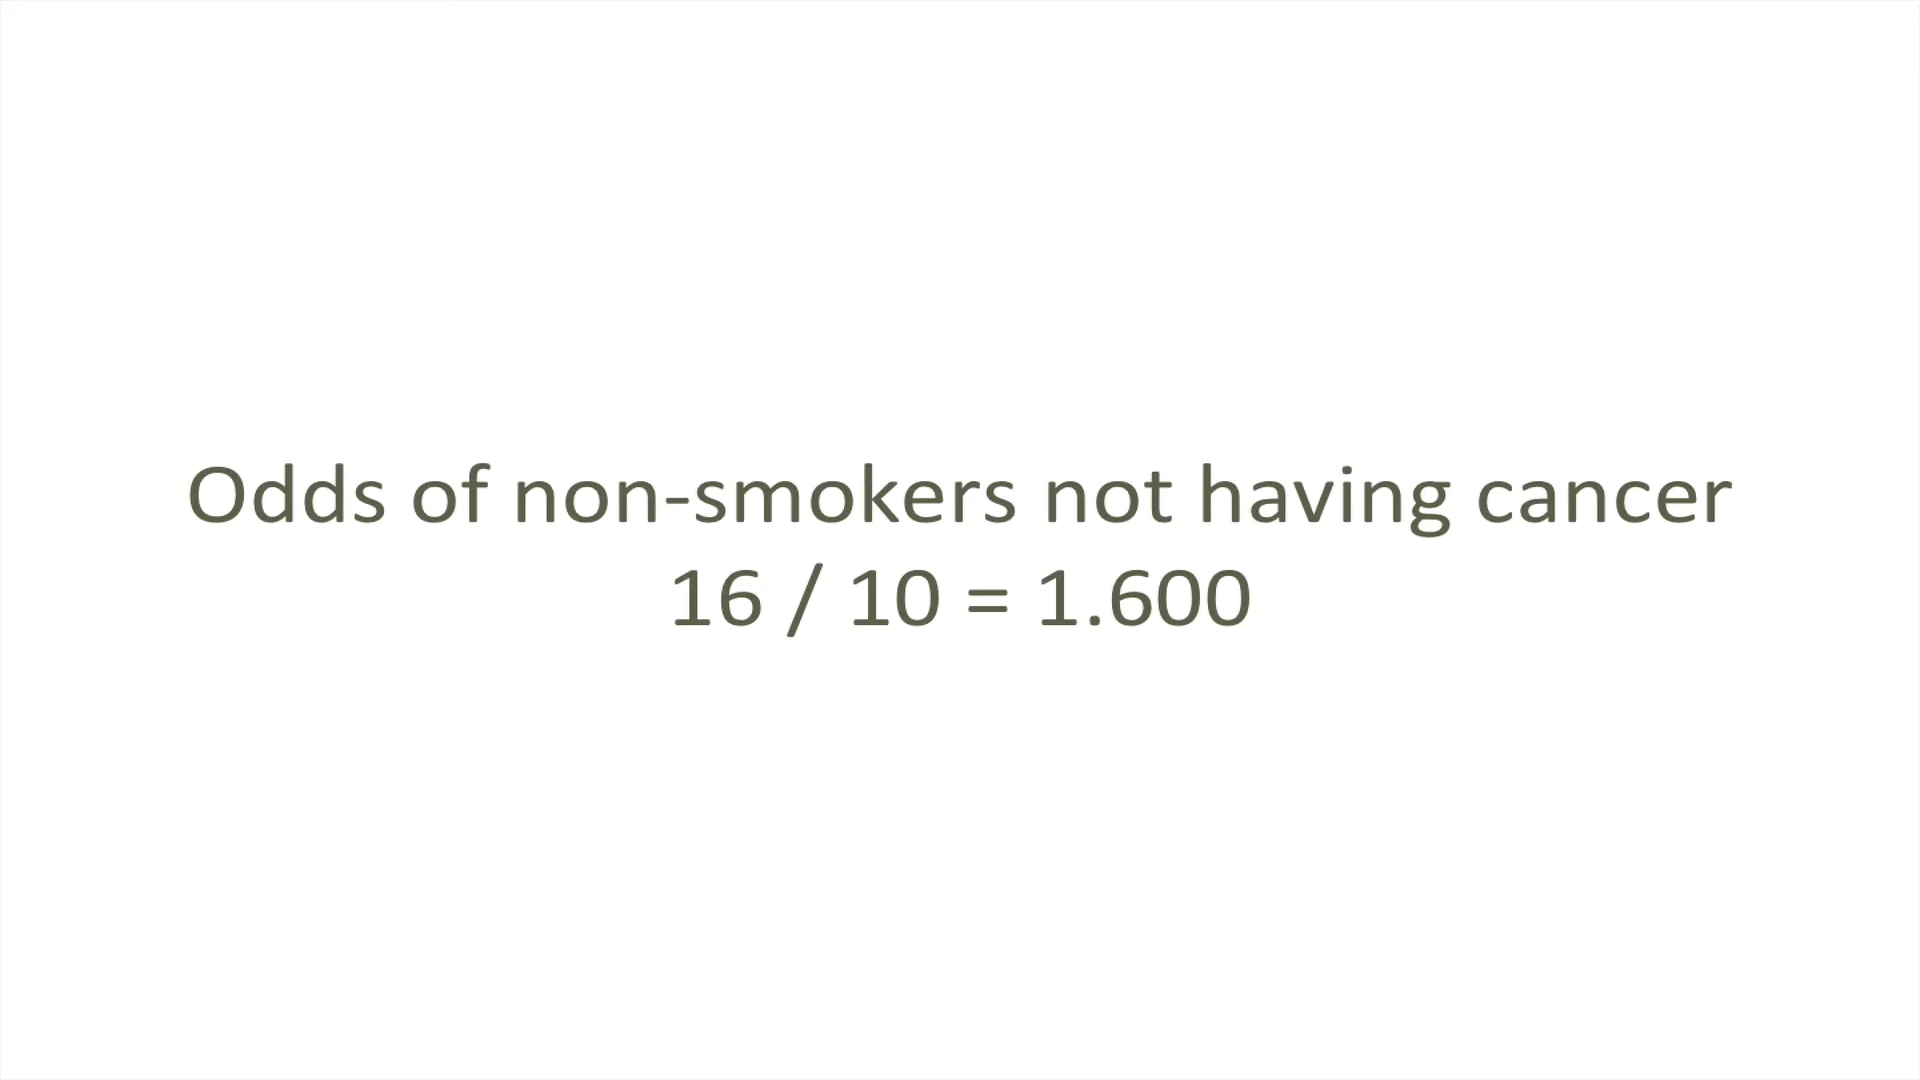 Odds of non-smokers not having cancer
16 / 10 = 1.600